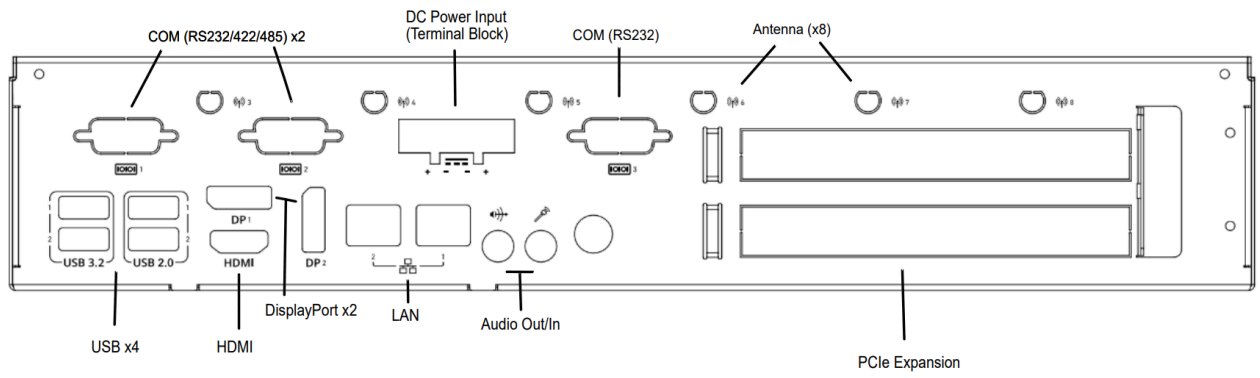 DC Power Input
(Terminal Block)
COM (RS232/422/485) x2
COM (RS232)
Antenna (x8)
3
4
5
6
7
8
1
2
3
+ - - +
DP1
2
2
USB 3.2
USB 2.0
HDMI
DP2
2
1
DisplayPort x2
LAN
Audio Out/In
USB x4
HDMI
PCIe Expansion